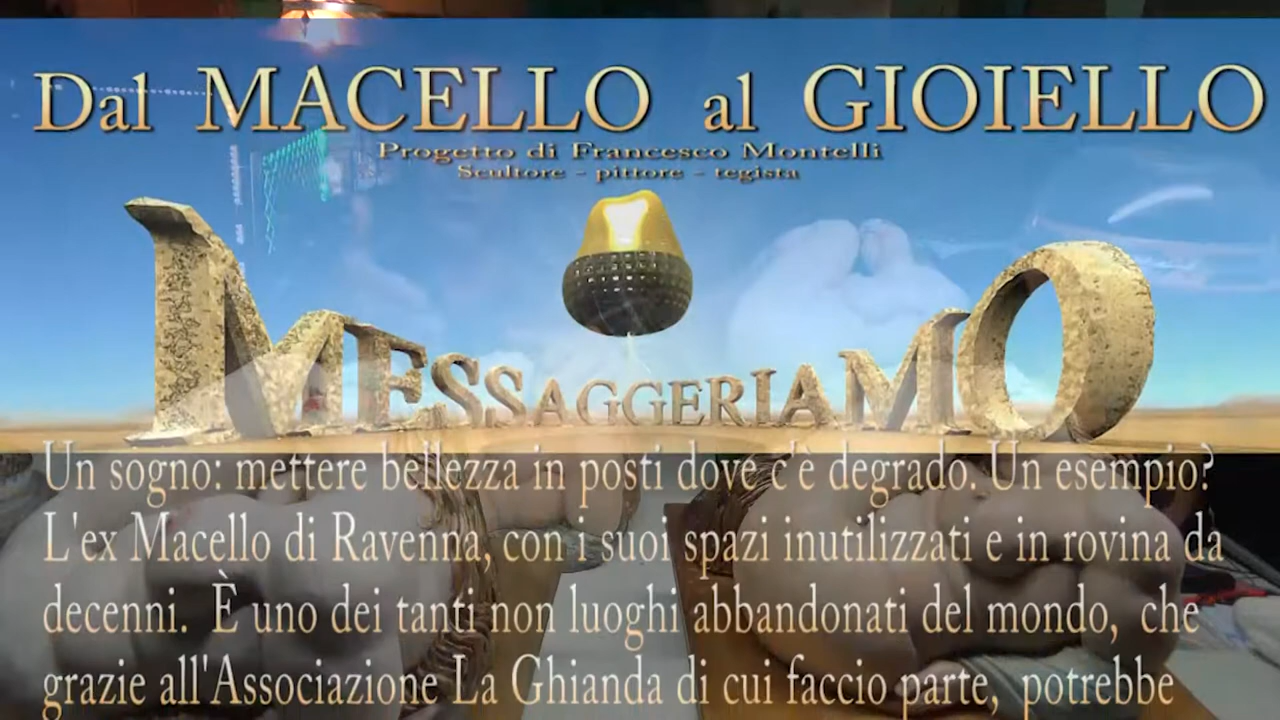 Dal MACELLO al GIOIELLO
Progetto di Francesco Montelli
Scultore - pittore - regista
MESSAGGERIAMO
Un sogno: mettere bellezza in posti dove c'è degrado. Un esempio?
L'ex Macello di Ravenna, con i suoi spazi inutilizzati e in rovina da
decenni. È uno dei tanti non luoghi abbandonati del mondo, che
grazie all'Associazione La Ghianda di cui faccio parte, potrebbe